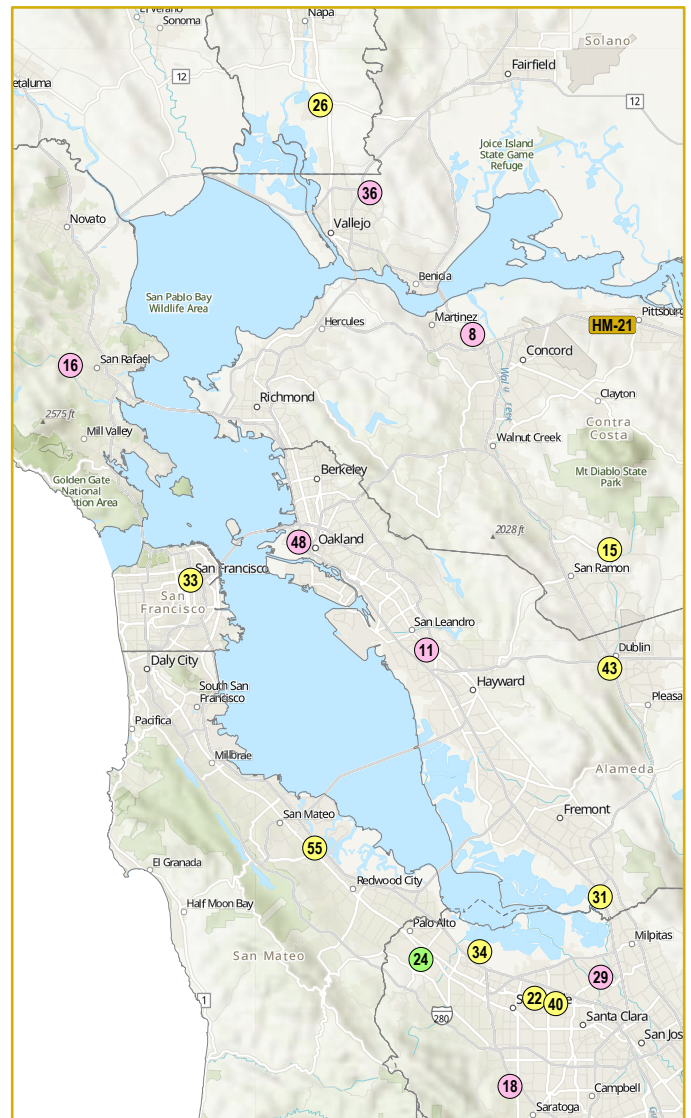 El Verano
Napa
Sonoma
Solano
Fairfield
12
etaluma
26
12
Joice Island
State Game
Refuge
36
Novato
Vallejo
Benicia
San Pablo Bay
Wildlife Area
Pittsburg
Hercules
Martinez
HM-21
8
Concord
16
San Rafael
Clayton
Richmond
2575 ft
Contra
Costa
Mill Valley
Walnut Creek
Berkeley
Mt Diablo State
Park
Golden Gate
National
tion Area
2028 ft
48
Oakland
15
San Ramon
San Francisco
33
San
Francisco
San Leandro
11
Dublin
43
Daly City
Hayward
South San
Francisco
Pleasa
Pacifica
Millbrae
Alameda
Fremont
San Mateo
55
El Granada
Redwood City
31
Half Moon Bay
Palo Alto
Milpitas
34
San Mateo
24
29
1
22
40
S
e
280
Santa Clara
San Jos
18
Campbell
Saratoga